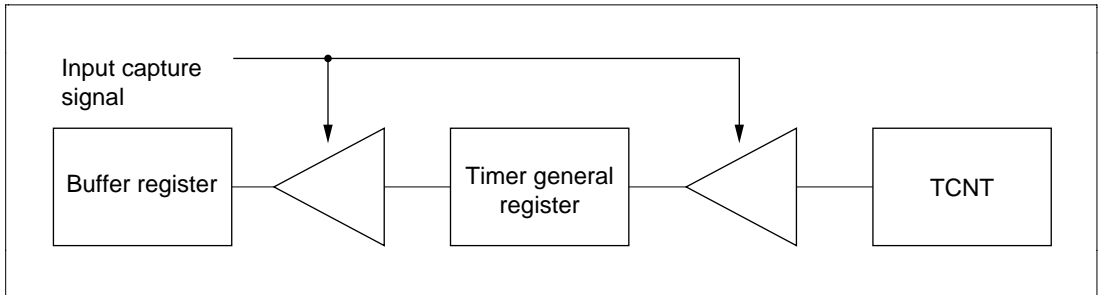 Input capture
signal
Buffer register
Timer general
register
TCNT